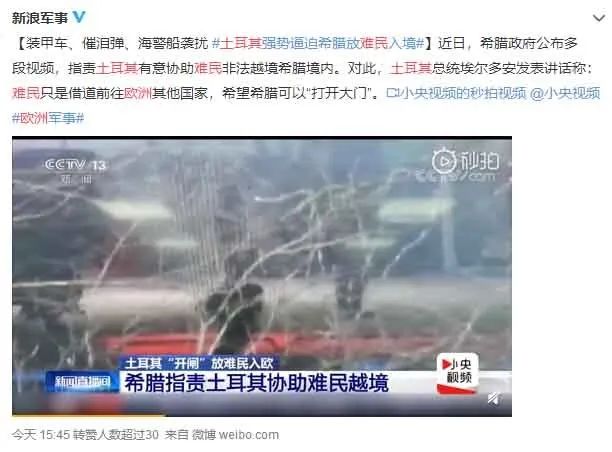 新浪军事
【装甲车、催泪弹、海警船袭扰 #土耳其强势逼迫希腊放难民入境#】近日，希腊政府公布多
段视频，指责土耳其有意协助难民非法越境希腊境内。对此，土耳其总统埃尔多安发表讲话称：
难民只是借道前往欧洲其他国家，希望希腊可以“打开大门”。小央视频的秒拍视频 @小央视频
#欧洲军事#
CCTV 13
新闻
秒拍
.com
土耳其“开闸”放难民入欧
小央视频
新闻直播间
希腊指责土耳其协助难民越境
今天 15:45 转赞人数超过30 来自 微博 weibo.com